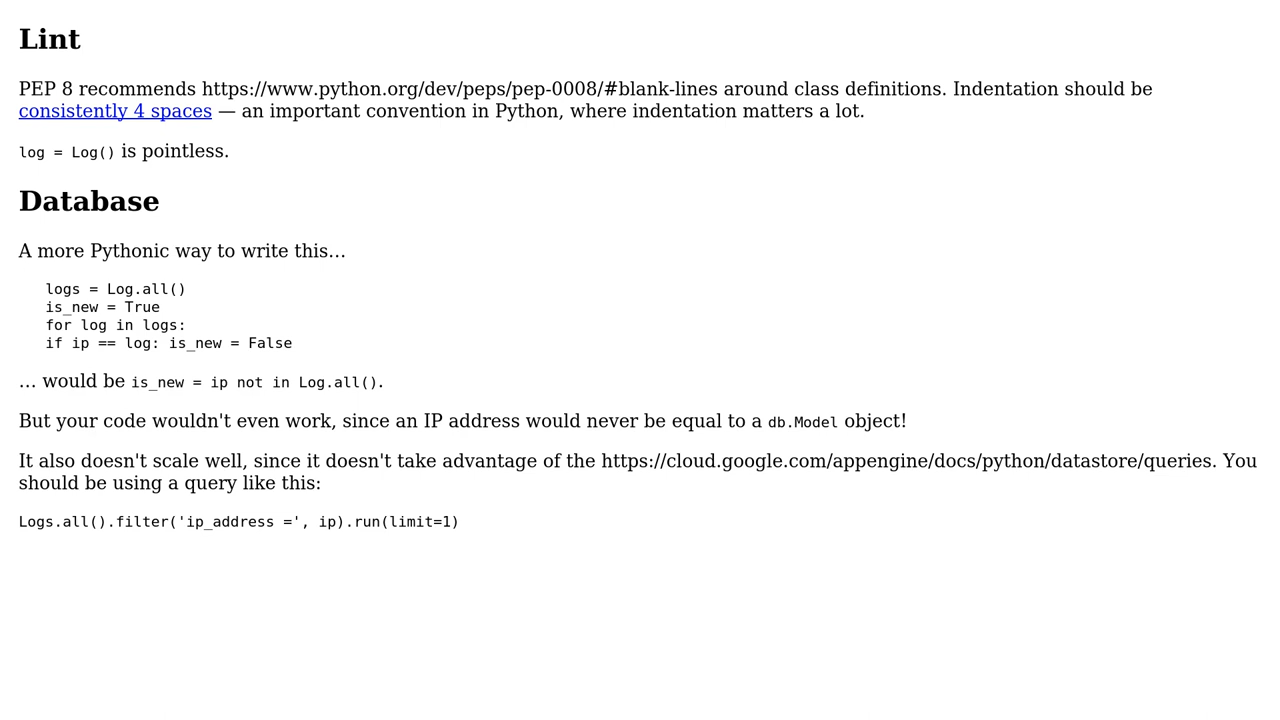 Lint
PEP 8 recommends https://www.python.org/dev/peps/pep-0008/#blank-lines around class definitions. Indentation should be
consistently 4 spaces — an important convention in Python, where indentation matters a lot.
log = Log() is pointless.
Database
A more Pythonic way to write this…
logs = Log.all()
is_new = True
for log in logs:
if ip == log: is_new = False
… would be is_new = ip not in Log.all().
But your code wouldn't even work, since an IP address would never be equal to a db.Model object!
It also doesn't scale well, since it doesn't take advantage of the https://cloud.google.com/appengine/docs/python/datastore/queries. You
should be using a query like this:
Logs.all().filter('ip_address =', ip).run(limit=1)